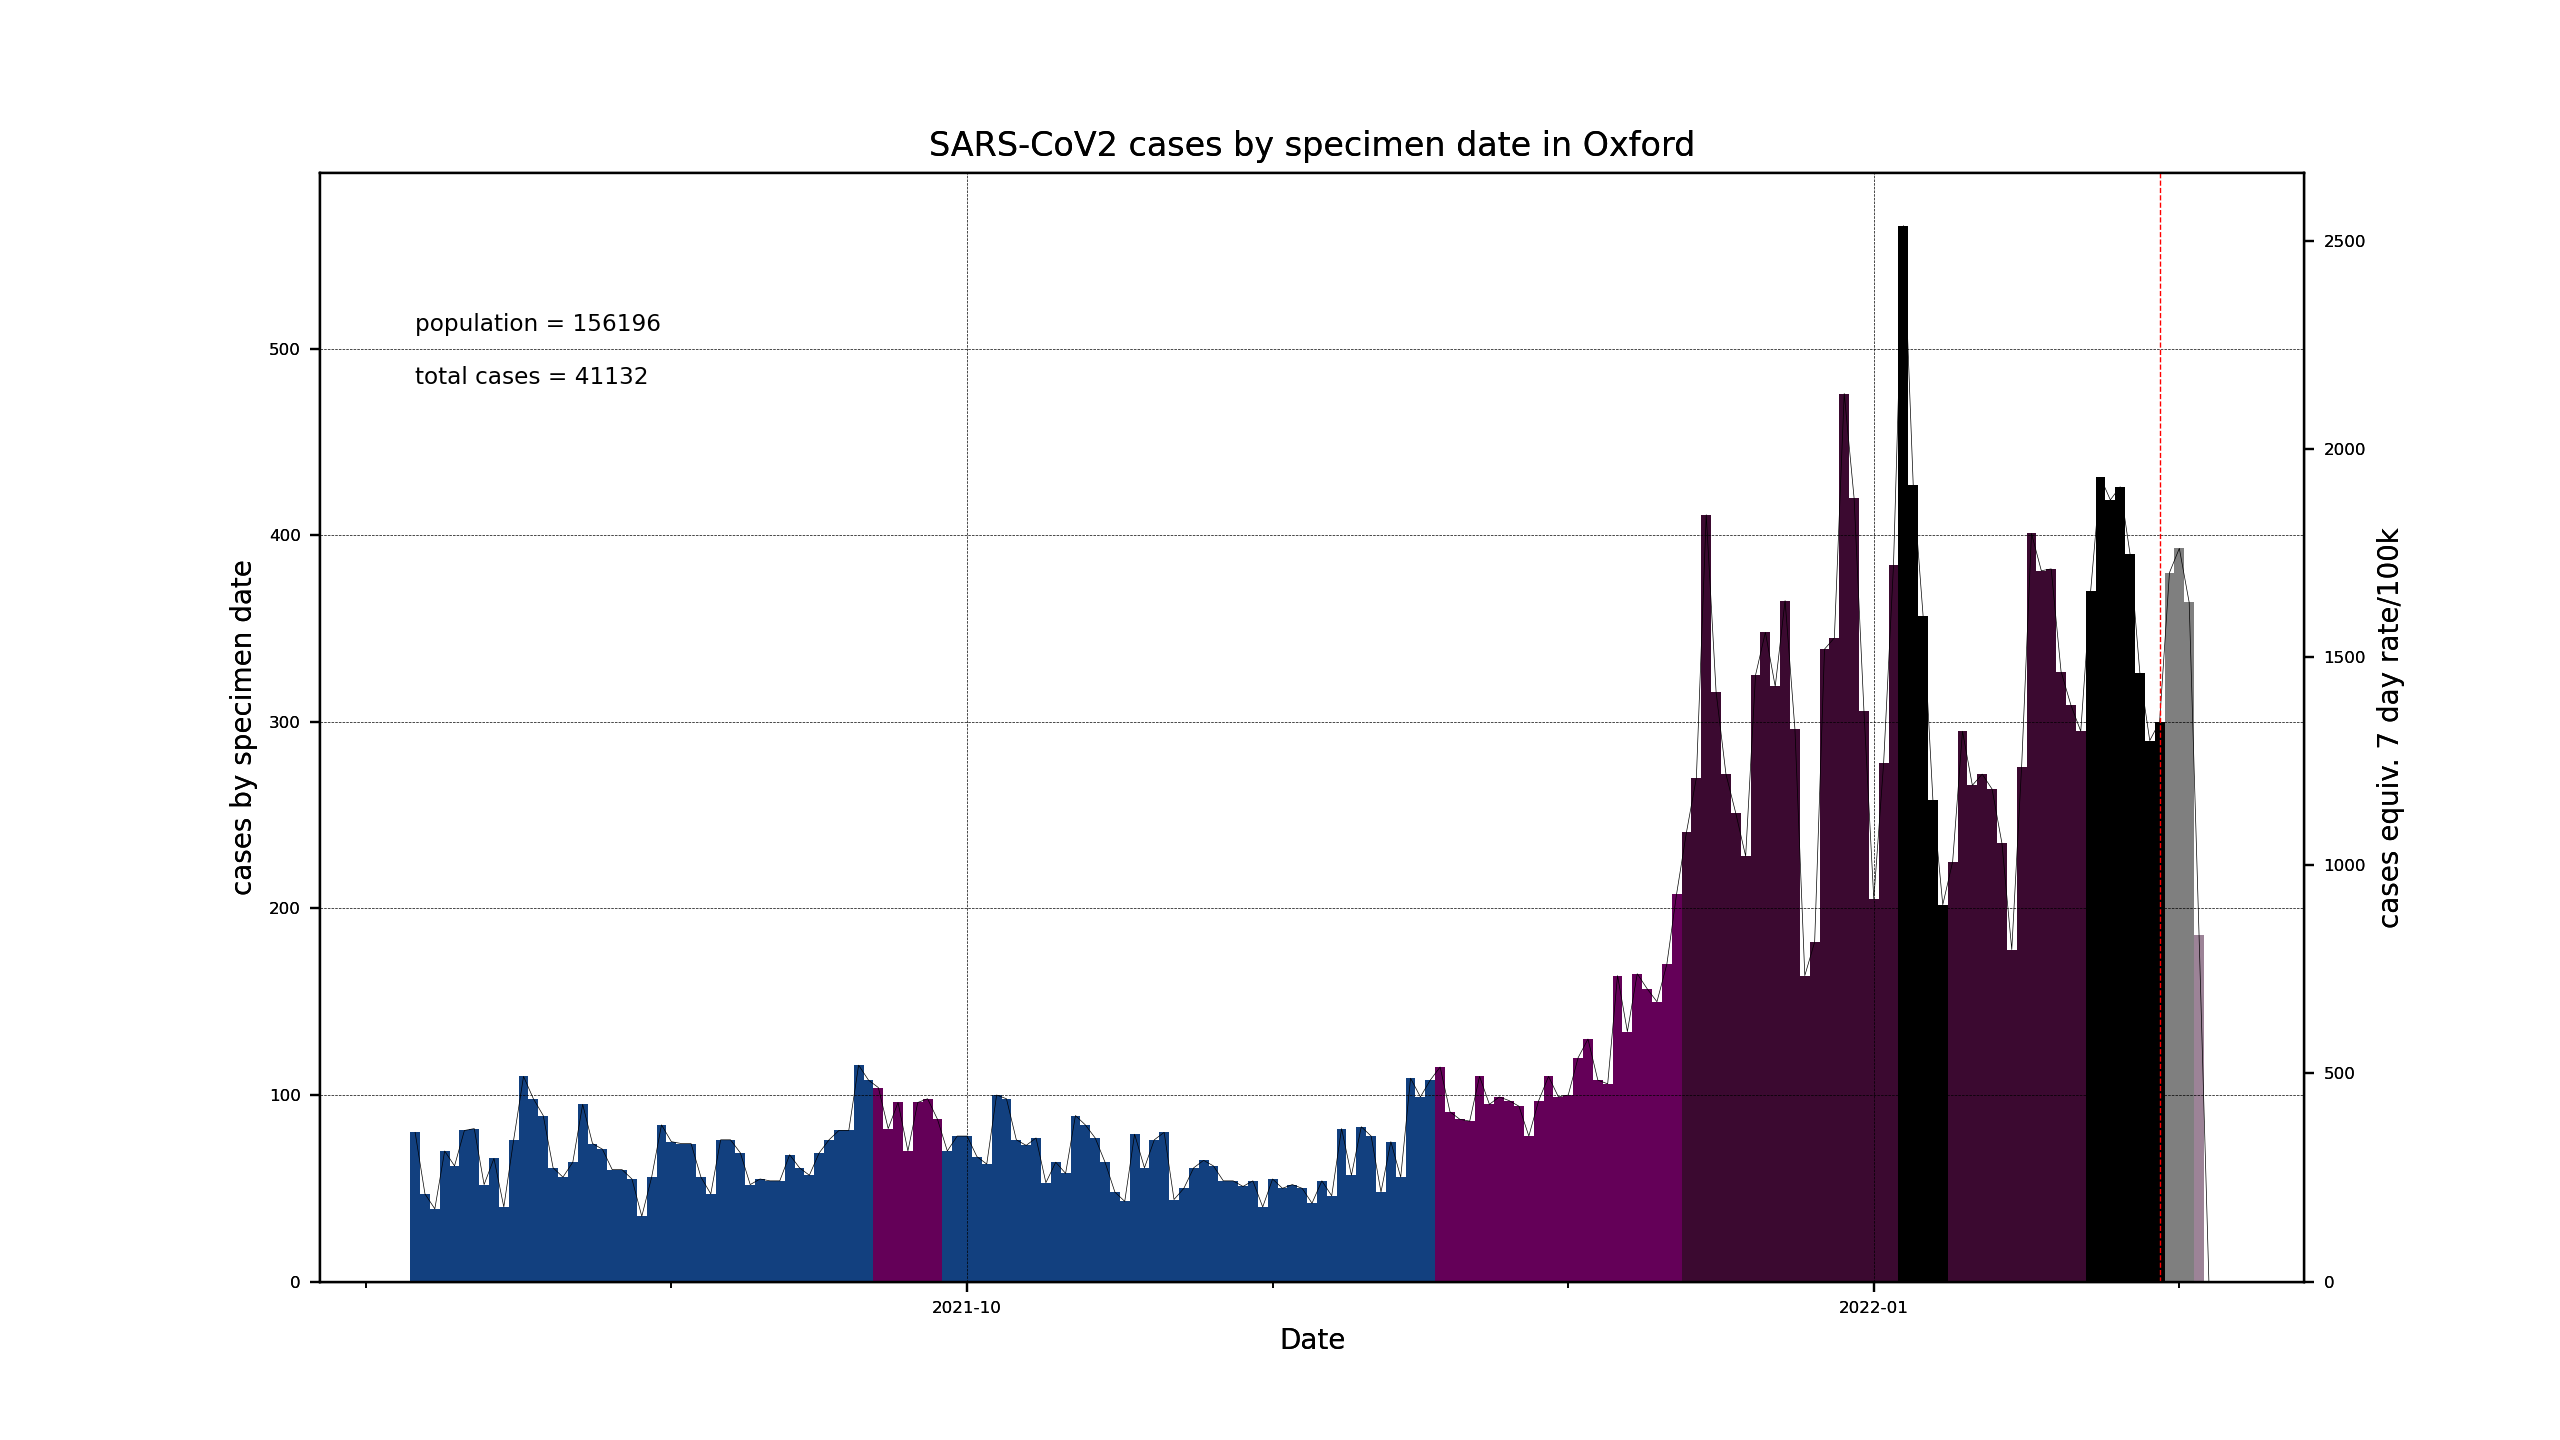 SARS-CoV2 cases by specimen date in Oxford
population = 156196
total cases = 41132
cases by specimen date
500
400
300
200
100
0
2500
2000
1500
1000
500
0
cases equiv. 7 day rate/100k
2021-10
2022-01
Date